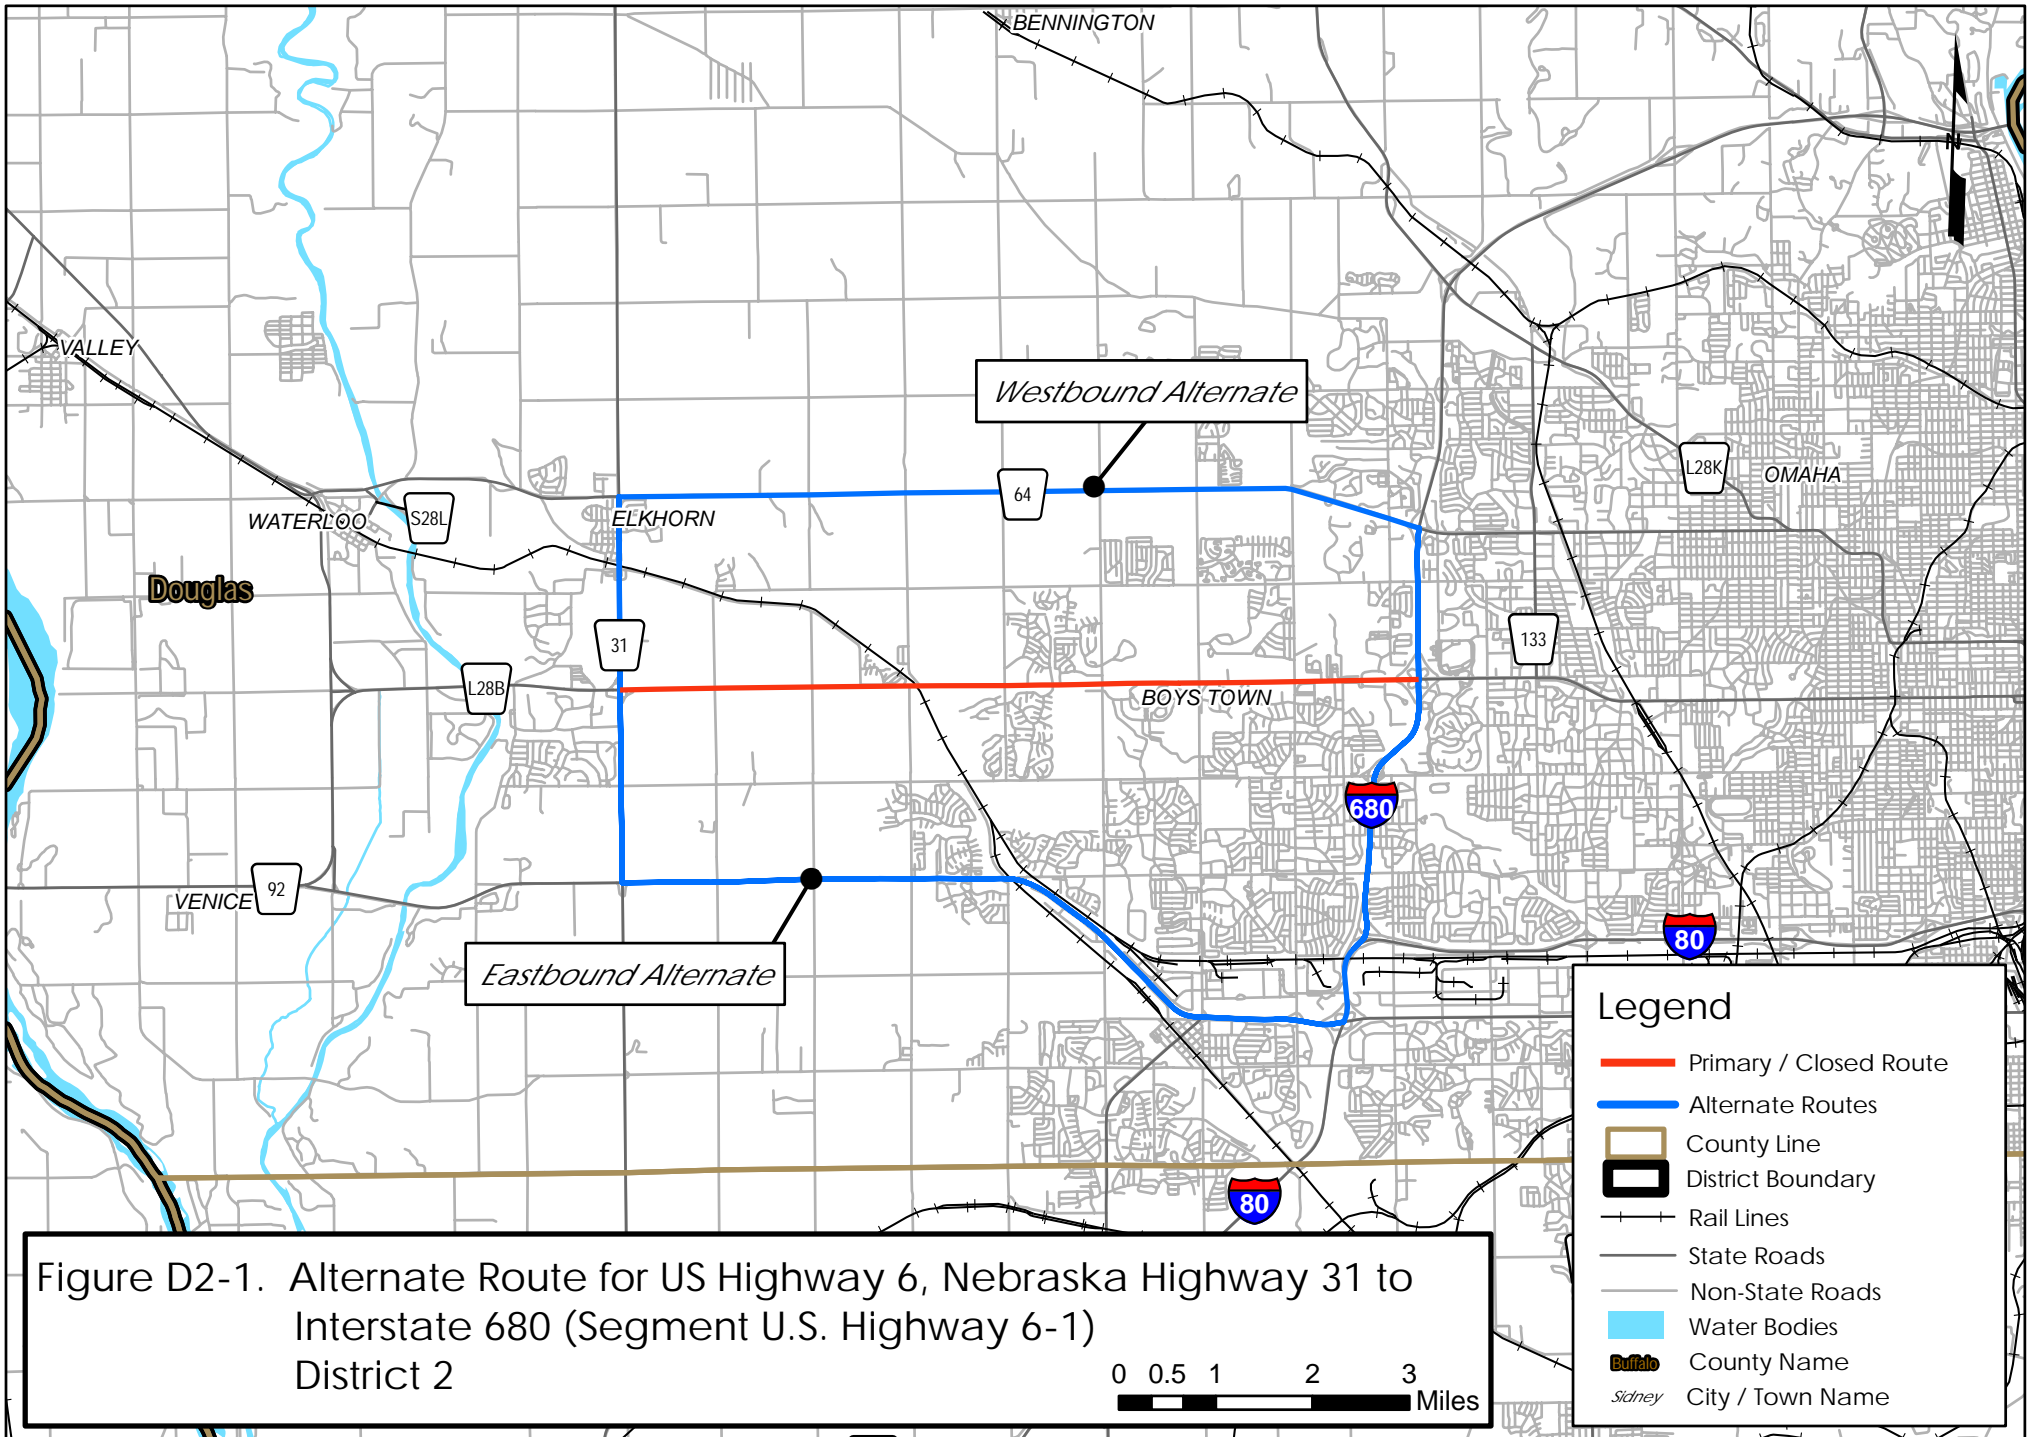 BENNINGTON
N
VALLEY
Westbound Alternate
L28K
OMAHA
64
S28L
WATERLOO
ELKHORN
Douglas
31
133
L28B
BOYS TOWN
680
92
VENICE
80
Eastbound Alternate
80
Legend
Primary / Closed Route
Alternate Routes
County Line
District Boundary
Rail Lines
State Roads
Non-State Roads
Water Bodies
Buffalo County Name
Sidney City / Town Name
Figure D2-1. Alternate Route for US Highway 6, Nebraska Highway 31 to
Interstate 680 (Segment U.S. Highway 6-1)
District 2
0 0.5 1 2 3
Miles